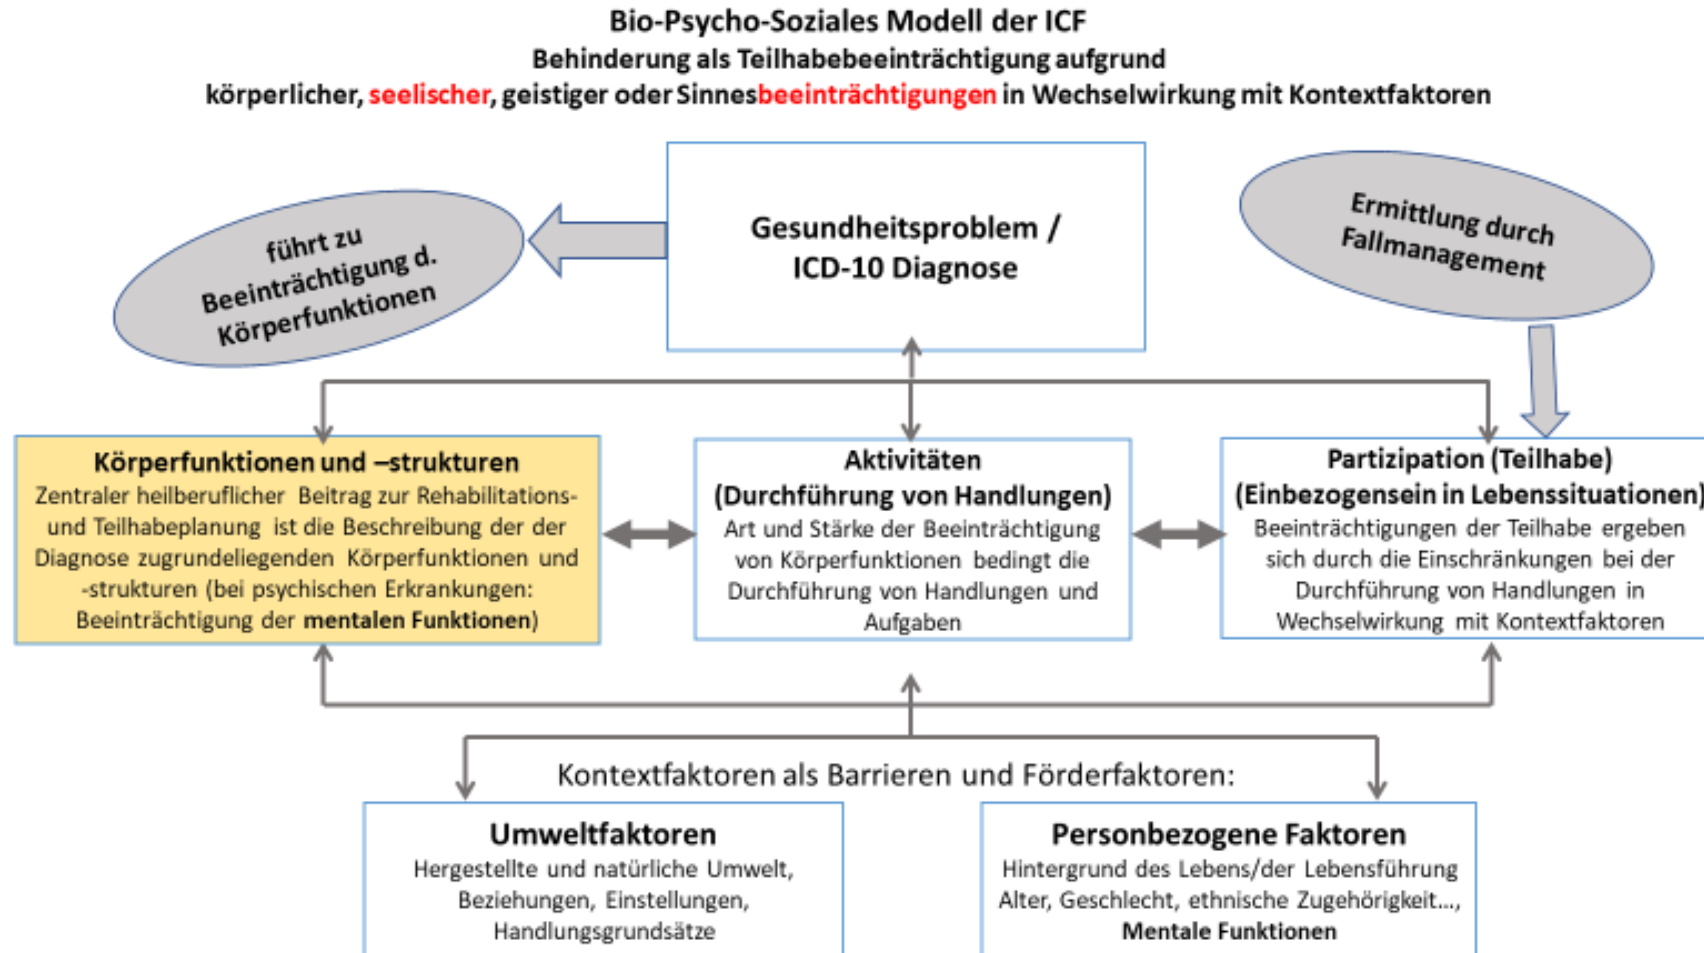 Bio-Psycho-Soziales Modell der ICF
Behinderung als Teilhabebeeinträchtigung aufgrund
körperlicher, seelischer, geistiger oder Sinnesbeeinträchtigungen in Wechselwirkung mit Kontextfaktoren
führt zu
Beeinträchtigung d.
Körperfunktionen
Gesundheitsproblem /
ICD-10 Diagnose
Ermittlung durch
Fallmanagement
Körperfunktionen und –strukturen
Zentraler heilberuflicher Beitrag zur Rehabilitations-
und Teilhabeplanung ist die Beschreibung der der
Diagnose zugrundeliegenden Körperfunktionen und
-strukturen (bei psychischen Erkrankungen:
Beeinträchtigung der mentalen Funktionen)
Aktivitäten
(Durchführung von Handlungen)
Art und Stärke der Beeinträchtigung
von Körperfunktionen bedingt die
Durchführung von Handlungen und
Aufgaben
Partizipation (Teilhabe)
(Einbezogensein in Lebenssituationen)
Beeinträchtigungen der Teilhabe ergeben
sich durch die Einschränkungen bei der
Durchführung von Handlungen in
Wechselwirkung mit Kontextfaktoren
Kontextfaktoren als Barrieren und Förderfaktoren:
Umweltfaktoren
Hergestellte und natürliche Umwelt,
Beziehungen, Einstellungen,
Handlungsgrundsätze
Personbezogene Faktoren
Hintergrund des Lebens/der Lebensführung
Alter, Geschlecht, ethnische Zugehörigkeit...,
Mentale Funktionen